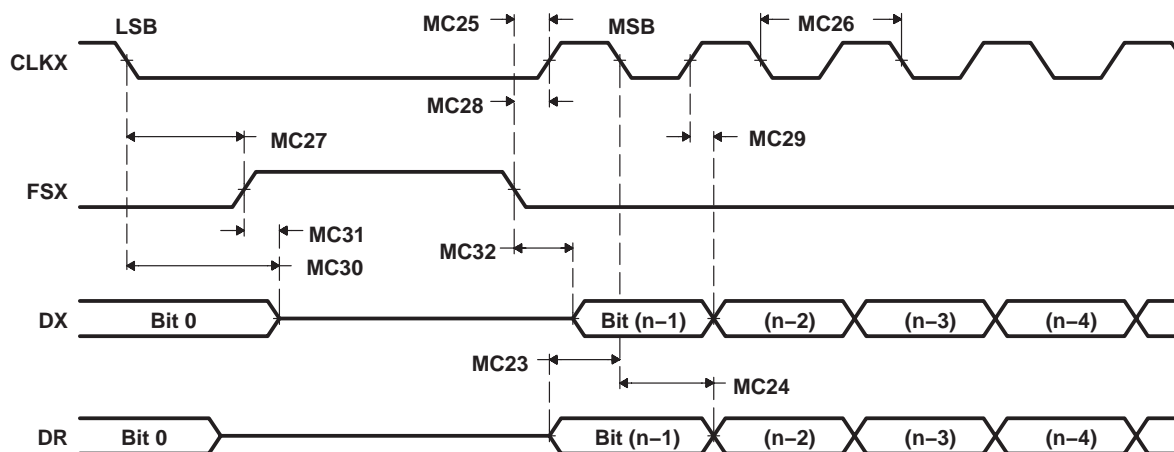 LSB
MC25
MSB
MC26
CLKX
MC28
MC27
MC29
FSX
MC31
MC32
MC30
DX
Bit 0
Bit (n−1)
(n−2)
(n−3)
(n−4)
MC23
MC24
DR
Bit 0
Bit (n−1)
(n−2)
(n−3)
(n−4)